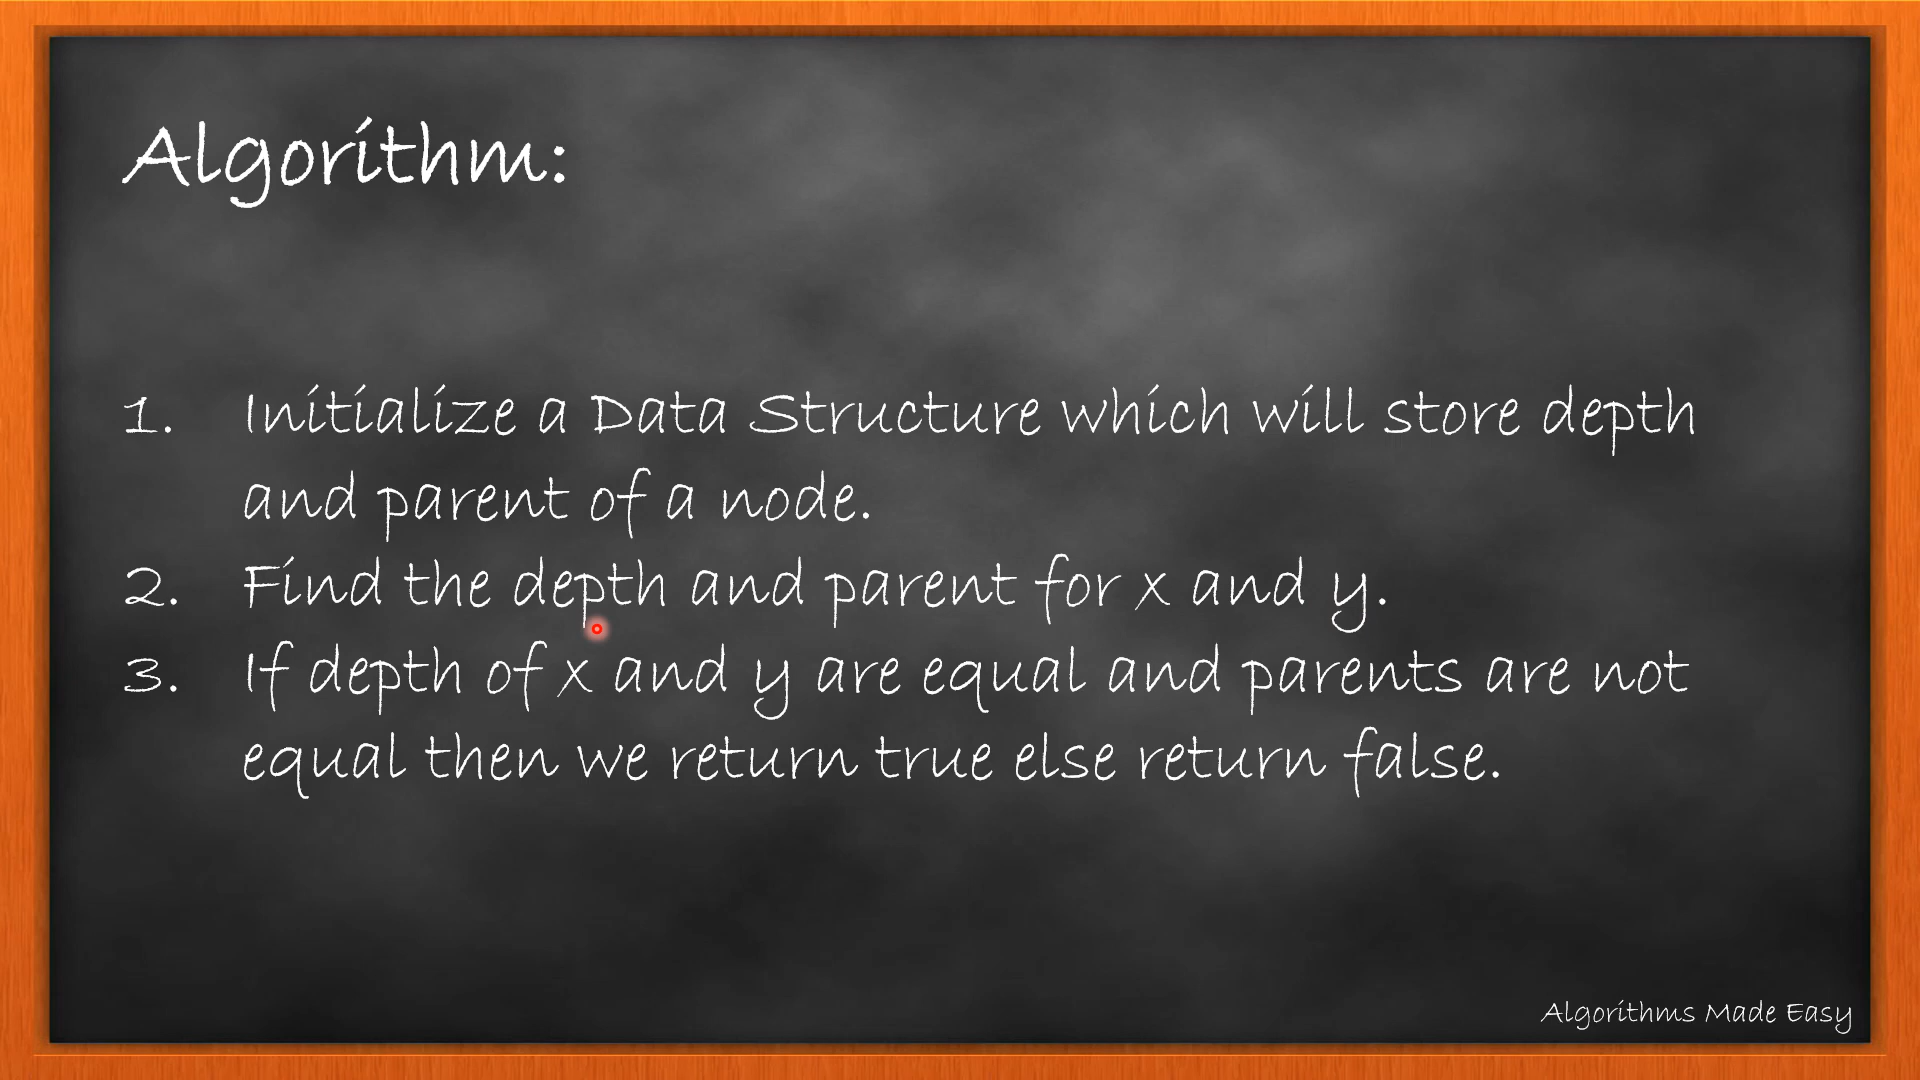 Algorithm:
1. Initialize a Data Structure which will store depth
and parent of a node.
2. Find the depth and parent for x and y.
3. If depth of x and y are equal and parents are not
equal then we return true else return false.
Algorithms Made Easy